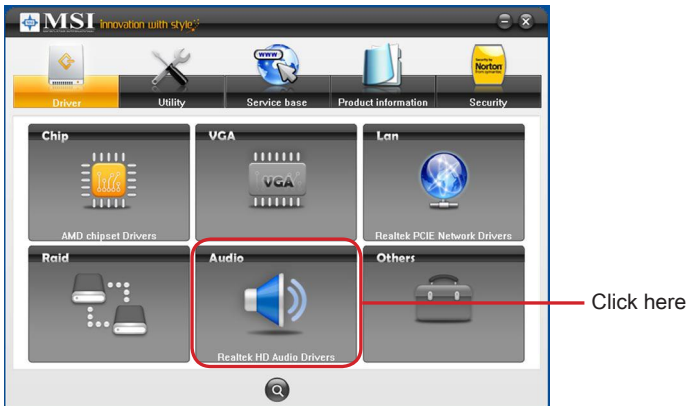 MSI innovation with style
Driver
Utility
WWW
Service base
Product information
Norton
Security
Chip
AMD chipset Drivers
VGA
VGA
Lan
Realtek PCIE Network Drivers
Raid
Audio
Realtek HD Audio Drivers
Others
Click here